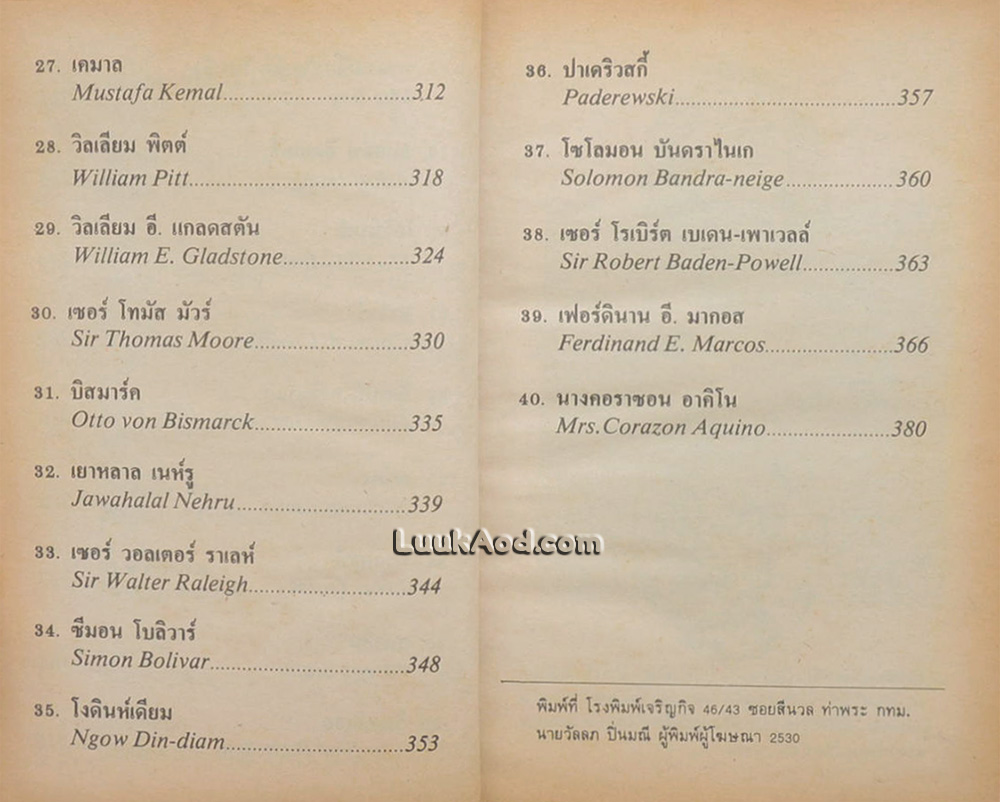 27. เคมาล
Mustafa Kemal..............................312
28. วิลเลียม พิตต์
William Pitt...................................318
29. วิลเลียม อี. แกลดสตัน
William E. Gladstone....................324
30. เซอร์ โทมัส มัวร์
Sir Thomas Moore.........................330
31. บิสมาร์ค
Otto von Bismarck........................335
32. เยาหลาล เนห์รู
Jawahalal Nehru...........................339
33. เซอร์ วอลเตอร์ ราเลห์
Sir Walter Raleigh.........................344
34. ซีมอน โบลิวาร์
Simon Bolivar...............................348
35. โงดินห์เดียม
Ngow Din-diam............................353
36. ปาเดริวสกี้
Paderewski...................................357
37. โซโลมอน บันดราไนเก
Solomon Bandra-neige.................360
38. เซอร์ โรเบิร์ต เบเดน-เพาเวลล์
Sir Robert Baden-Powell..............363
39. เฟอร์ดินาน อี. มากอส
Ferdinand E. Marcos....................366
40. นางคอราซอน อาคิโน
Mrs. Corazon Aquino...................380
LuukAod.com
พิมพ์ที่ โรงพิมพ์เจริญกิจ 46/43 ซอยสีนวล ท่าพระ กทม.
นายวัลลภ ปิ่นมณี ผู้พิมพ์ผู้โฆษณา 2530